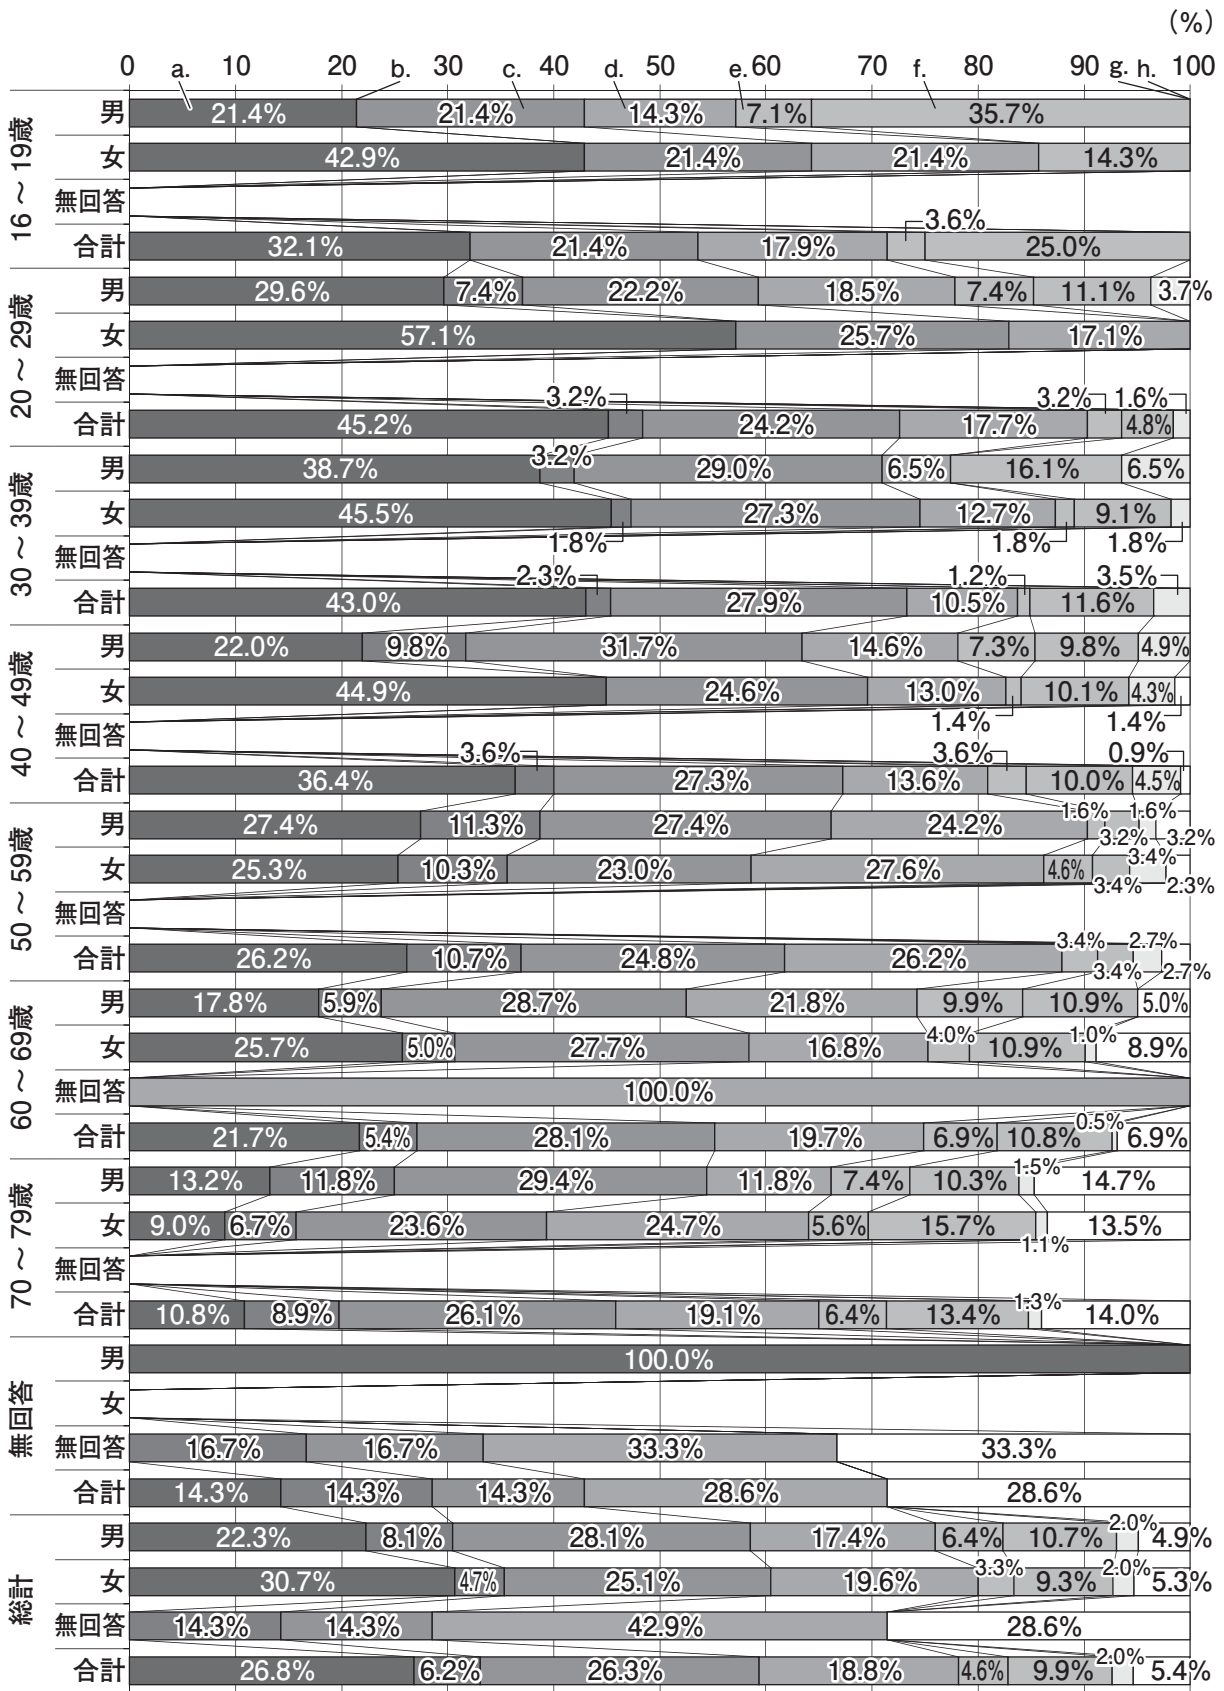 (%)
0 10 20 30 40 50 60 70 80 90 100
a. b. c. d. e. f. g. h.
16～19歳
男 21.4% 21.4% 14.3% 7.1% 35.7%
女 42.9% 21.4% 21.4% 14.3%
無回答
合計 32.1% 21.4% 17.9% 3.6% 25.0%
20～29歳
男 29.6% 7.4% 22.2% 18.5% 7.4% 11.1% 3.7%
女 57.1% 25.7% 17.1%
無回答
合計 45.2% 3.2% 24.2% 17.7% 3.2% 4.8% 1.6%
30～39歳
男 38.7% 3.2% 29.0% 6.5% 16.1% 6.5%
女 45.5% 1.8% 27.3% 12.7% 1.8% 9.1% 1.8%
無回答
合計 43.0% 2.3% 27.9% 10.5% 1.2% 11.6% 3.5%
40～49歳
男 22.0% 9.8% 31.7% 14.6% 7.3% 9.8% 4.9%
女 44.9% 24.6% 13.0% 1.4% 10.1% 4.3% 1.4%
無回答
合計 36.4% 3.6% 27.3% 13.6% 3.6% 10.0% 4.5% 0.9%
50～59歳
男 27.4% 11.3% 27.4% 24.2% 1.6% 3.2% 1.6% 3.2%
女 25.3% 10.3% 23.0% 27.6% 4.6% 3.4% 3.4% 2.3%
無回答
合計 26.2% 10.7% 24.8% 26.2% 3.4% 3.4% 2.7% 2.7%
60～69歳
男 17.8% 5.9% 28.7% 21.8% 9.9% 10.9% 5.0%
女 25.7% 5.0% 27.7% 16.8% 4.0% 10.9% 1.0% 8.9%
無回答 100.0%
合計 21.7% 5.4% 28.1% 19.7% 6.9% 10.8% 0.5% 6.9%
70～79歳
男 13.2% 11.8% 29.4% 11.8% 7.4% 10.3% 1.5% 14.7%
女 9.0% 6.7% 23.6% 24.7% 5.6% 15.7% 1.1% 13.5%
無回答
合計 10.8% 8.9% 26.1% 19.1% 6.4% 13.4% 1.3% 14.0%
無回答
男 100.0%
女
無回答 16.7% 16.7% 33.3% 33.3%
合計 14.3% 14.3% 14.3% 28.6% 28.6%
総計
男 22.3% 8.1% 28.1% 17.4% 6.4% 10.7% 2.0% 4.9%
女 30.7% 4.7% 25.1% 19.6% 3.3% 9.3% 2.0% 5.3%
無回答 14.3% 14.3% 42.9% 28.6%
合計 26.8% 6.2% 26.3% 18.8% 4.6% 9.9% 2.0% 5.4%